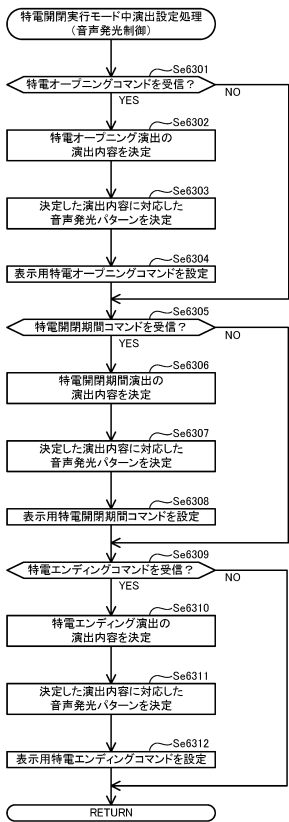 特電開閉実行モード中演出設定処理
(音声発光制御)
Se6301
特電オープニングコマンドを受信？
NO
YES
Se6302
特電オープニング演出の
演出内容を決定
Se6303
決定した演出内容に対応した
音声発光パターンを決定
Se6304
表示用特電オープニングコマンドを設定
Se6305
特電開閉期間コマンドを受信？
NO
YES
Se6306
特電開閉期間演出の
演出内容を決定
Se6307
決定した演出内容に対応した
音声発光パターンを決定
Se6308
表示用特電開閉期間コマンドを設定
Se6309
特電エンディングコマンドを受信？
NO
YES
Se6310
特電エンディング演出の
演出内容を決定
Se6311
決定した演出内容に対応した
音声発光パターンを決定
Se6312
表示用特電エンディングコマンドを設定
RETURN